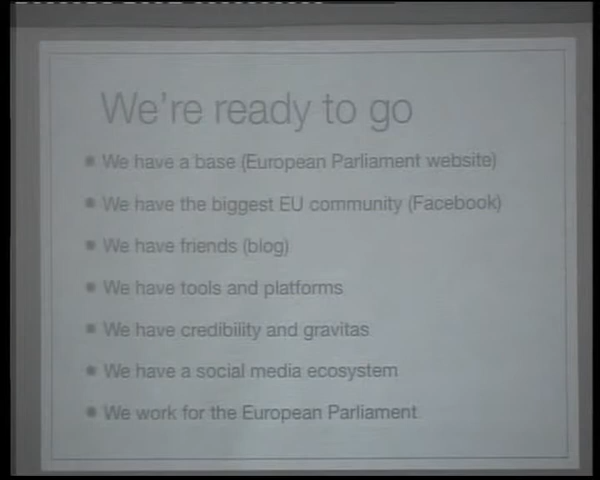 We're ready to go
We have a base (European Parliament website)
We have the biggest EU community (Facebook)
We have friends (blog)
We have tools and platforms
We have credibility and gravitas
We have a social media ecosystem
We work for the European Parliament